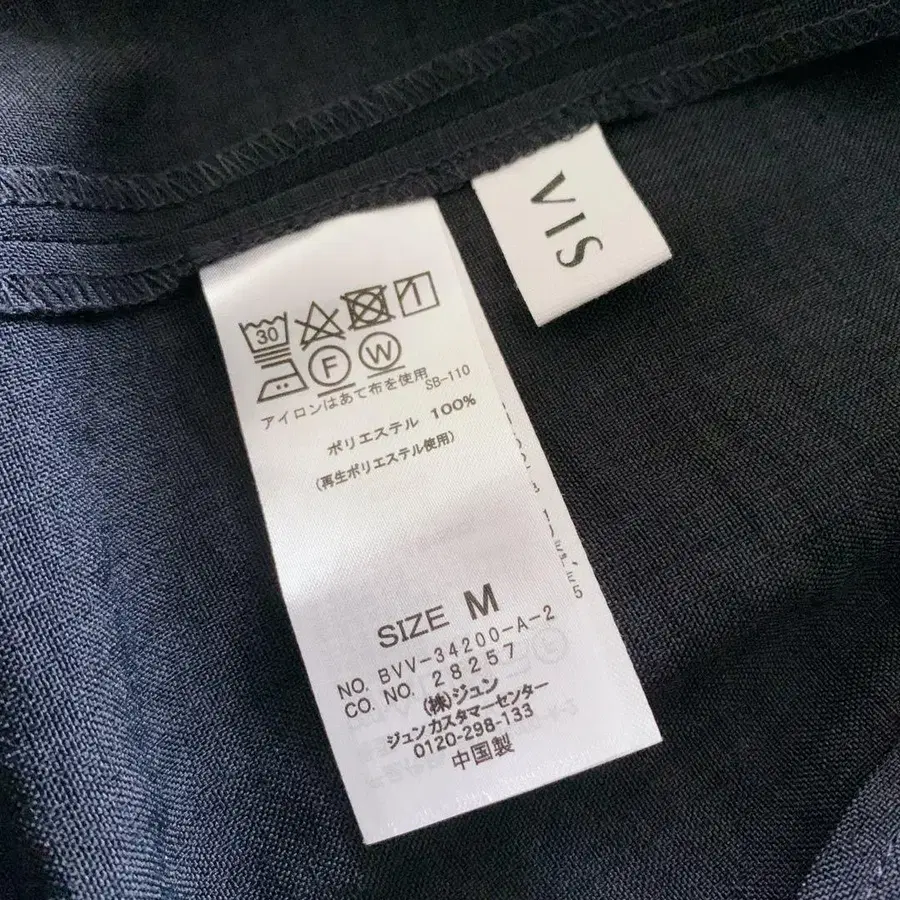 VIS
30
F W
アイロンはあて布を使用 SB-110
ポリエステル 100%
(再生ポリエステル使用)
SIZE M
NO. BVV-34200-A-2
CO. NO. 28257
(株)ジュン
ジュンカスタマーセンター
0120-298-133
中国製